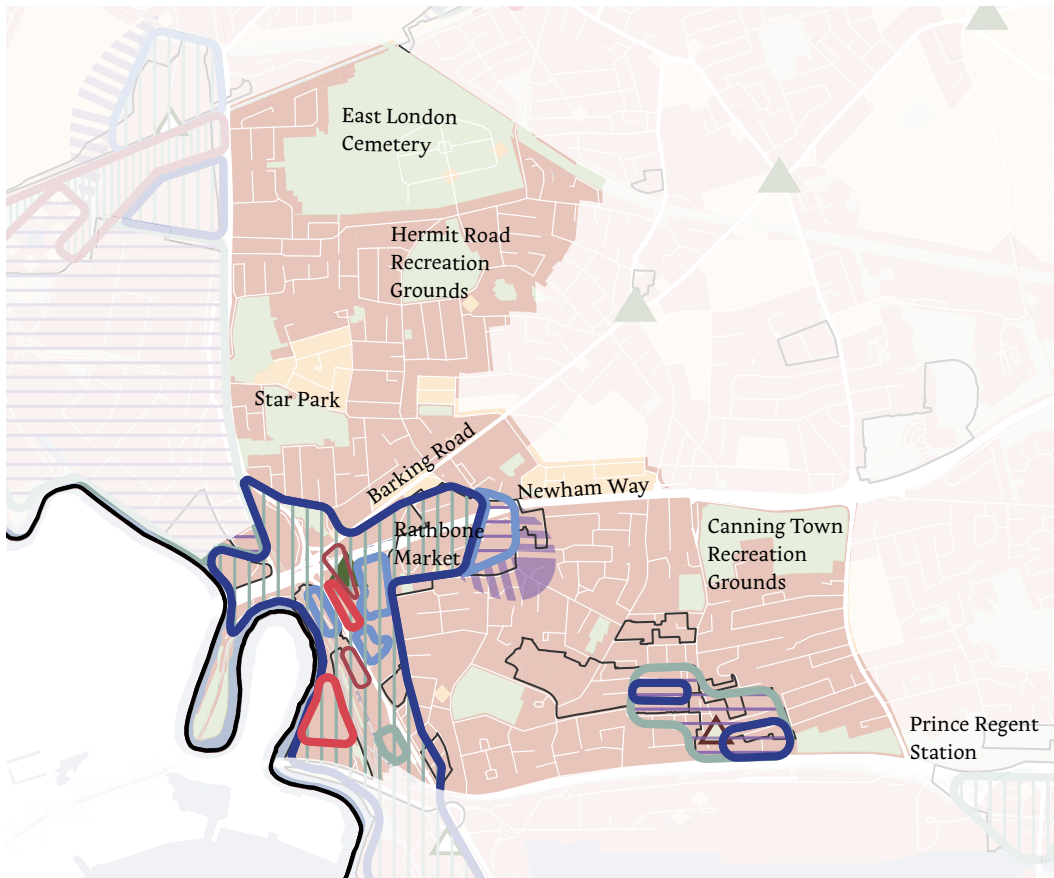 East London
Cemetery
Hermit Road
Recreation
Grounds
Star Park
Barking Road
Newham Way
Rathbone
Market
Canning Town
Recreation
Grounds
Prince Regent
Station